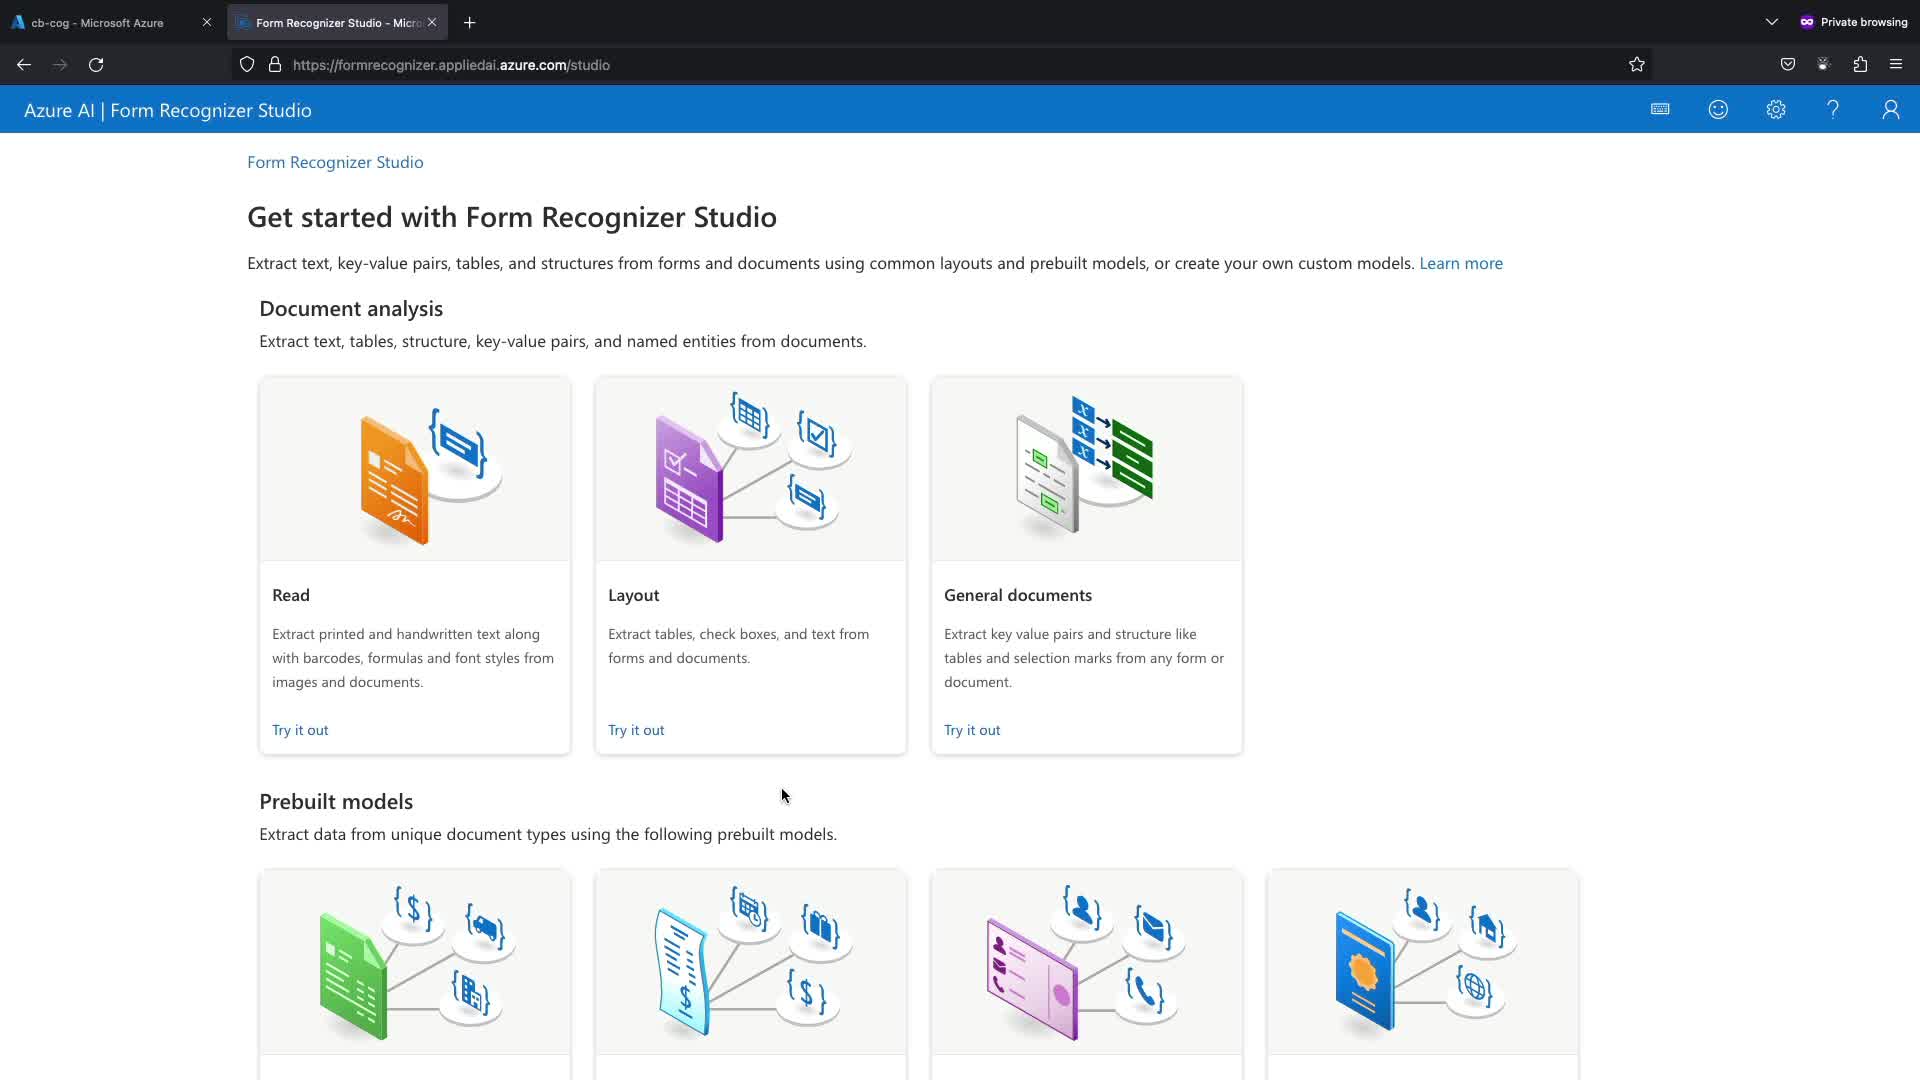 cb-cog - Microsoft Azure
Form Recognizer Studio - Micro
Private browsing
https://formrecognizer.appliedai.azure.com/studio
Azure AI | Form Recognizer Studio
Form Recognizer Studio
Get started with Form Recognizer Studio
Extract text, key-value pairs, tables, and structures from forms and documents using common layouts and prebuilt models, or create your own custom models. Learn more
Document analysis
Extract text, tables, structure, key-value pairs, and named entities from documents.
Read
Extract printed and handwritten text along
with barcodes, formulas and font styles from
images and documents.
Try it out
Layout
Extract tables, check boxes, and text from
forms and documents.
Try it out
General documents
Extract key value pairs and structure like
tables and selection marks from any form or
document.
Try it out
Prebuilt models
Extract data from unique document types using the following prebuilt models.